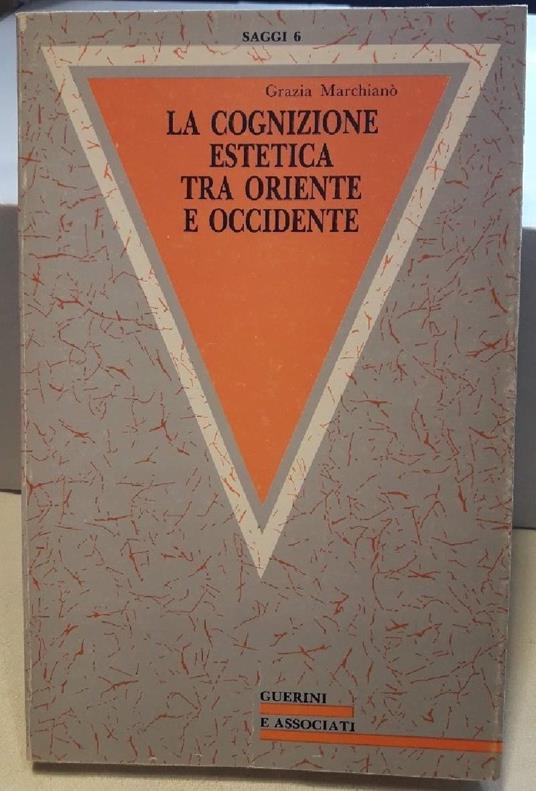 SAGGI 6
Grazia Marchianò
LA COGNIZIONE
ESTETICA
TRA ORIENTE
E OCCIDENTE
GUERINI
E ASSOCIATI